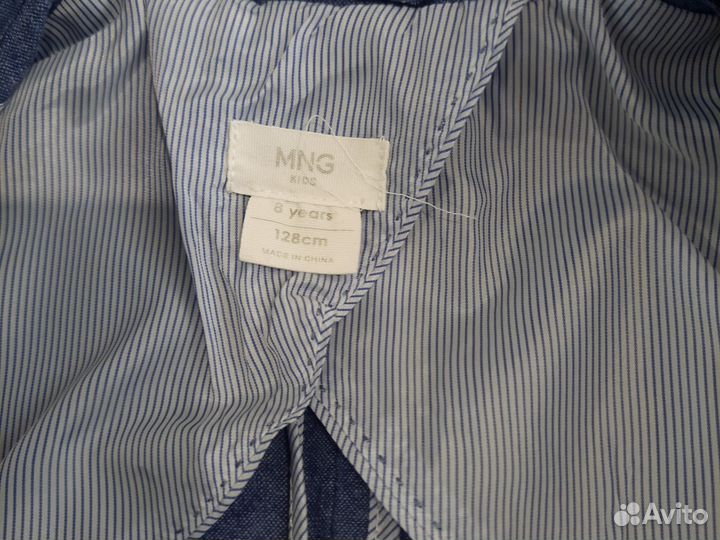 MNG
KIDS
8 years
128cm
MADE IN CHINA
Avito